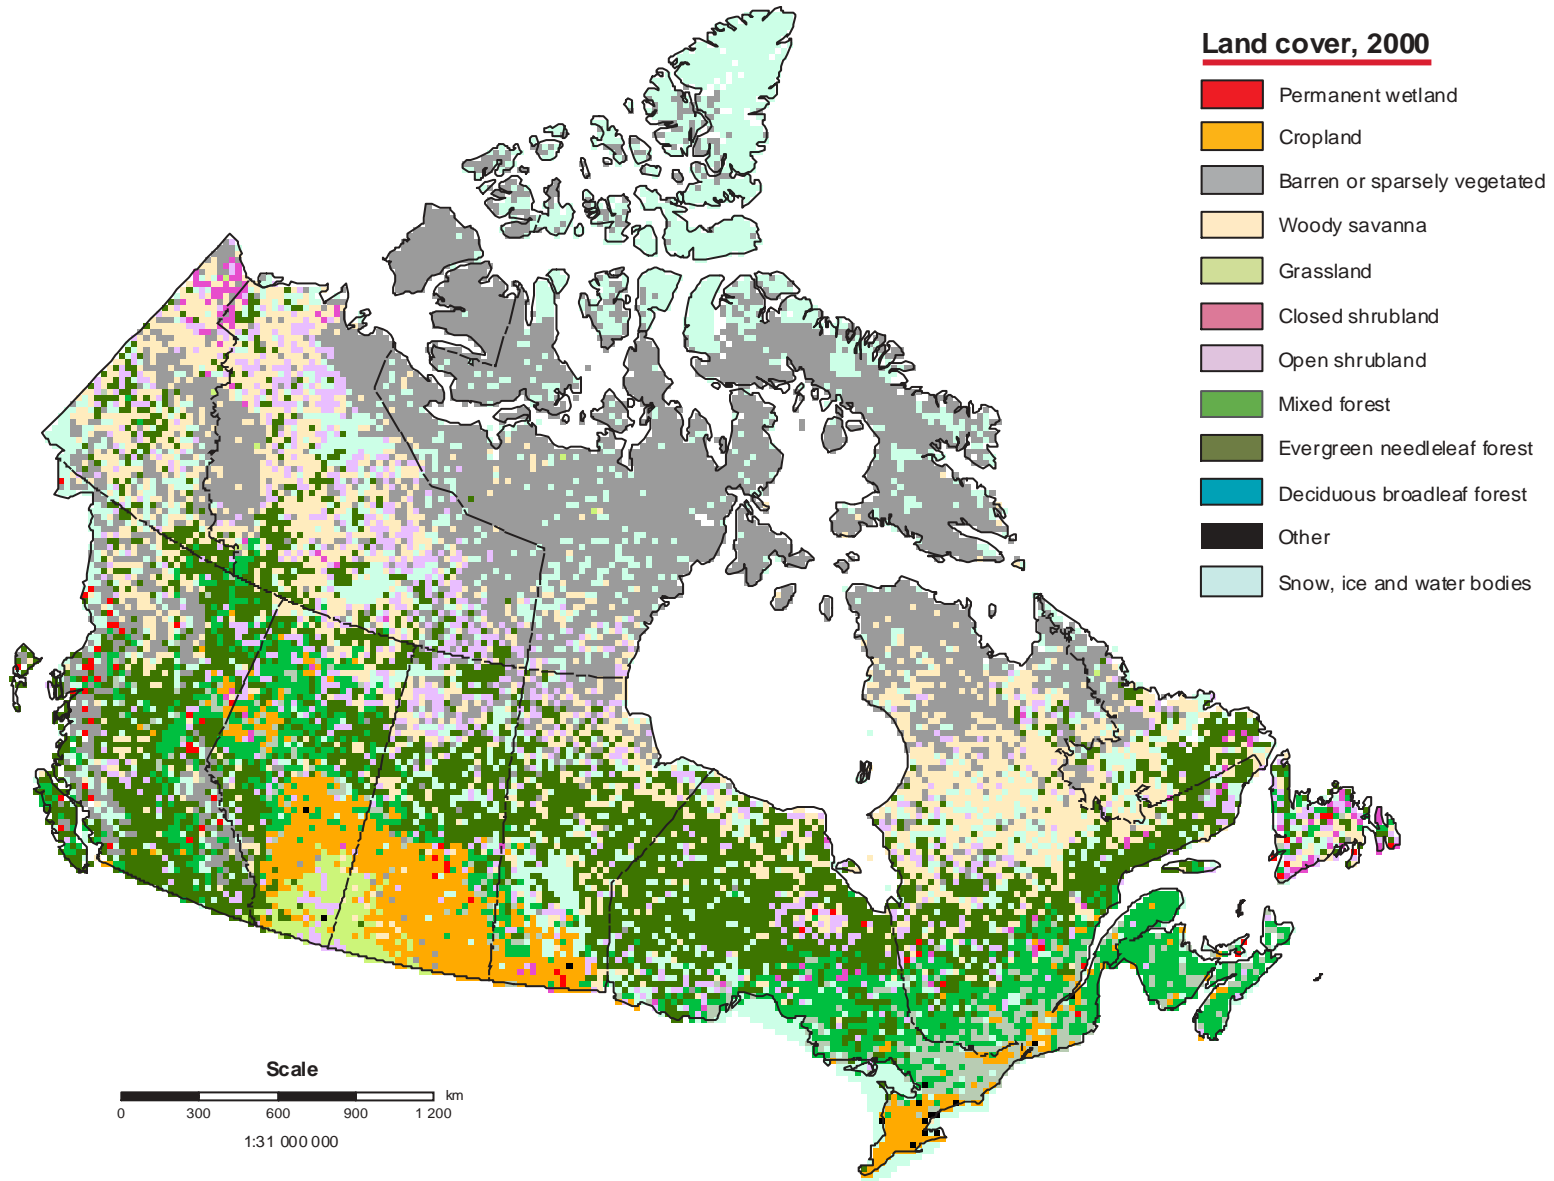 Land cover, 2000
Permanent wetland
Cropland
Barren or sparsely vegetated
Woody savanna
Grassland
Closed shrubland
Open shrubland
Mixed forest
Evergreen needleleaf forest
Deciduous broadleaf forest
Other
Snow, ice and water bodies
Scale
km
0 300 600 900 1 200
1:31 000 000